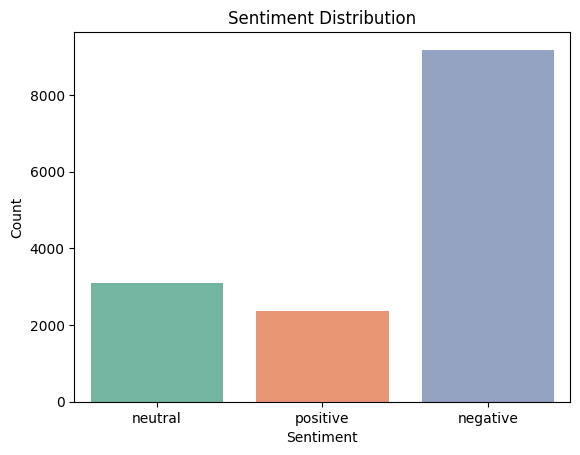 Sentiment Distribution
Count
8000
6000
4000
2000
0
neutral positive negative
Sentiment